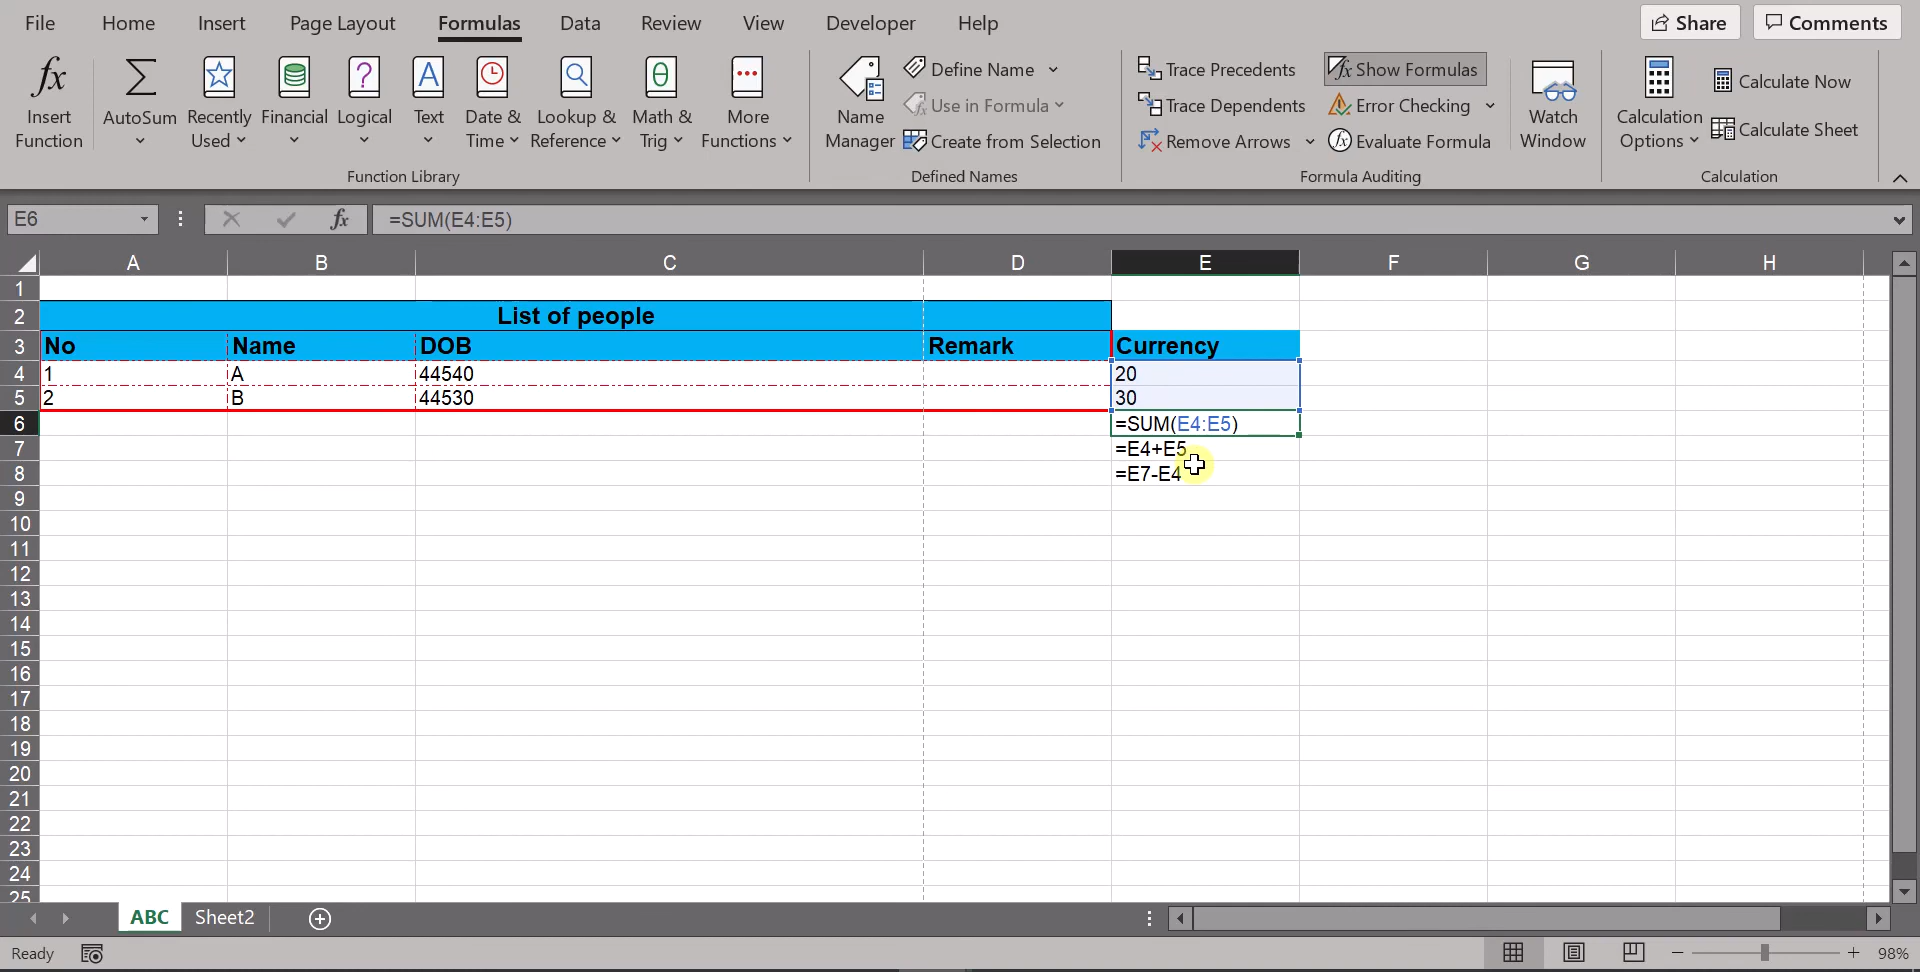 File Home Insert Page Layout Formulas Data Review View Developer Help Share Comments
Insert Function
AutoSum
Recently Used
Financial
Logical
Text
Date & Time
Lookup & Reference
Math & Trig
More Functions
Function Library
Name Manager
Define Name
Use in Formula
Create from Selection
Defined Names
Trace Precedents
Trace Dependents
Remove Arrows
Show Formulas
Error Checking
Evaluate Formula
Formula Auditing
Watch Window
Calculation Options
Calculate Now
Calculate Sheet
Calculation
E6 fx =SUM(E4:E5)
A B C D E F G H
1
2 List of people
3 No Name DOB Remark Currency
4 1 A 44540 20
5 2 B 44530 30
6 =SUM(E4:E5)
7 =E4+E5
8 =E7-E4
9
10
11
12
13
14
15
16
17
18
19
20
21
22
23
24
25
ABC Sheet2
Ready 98%